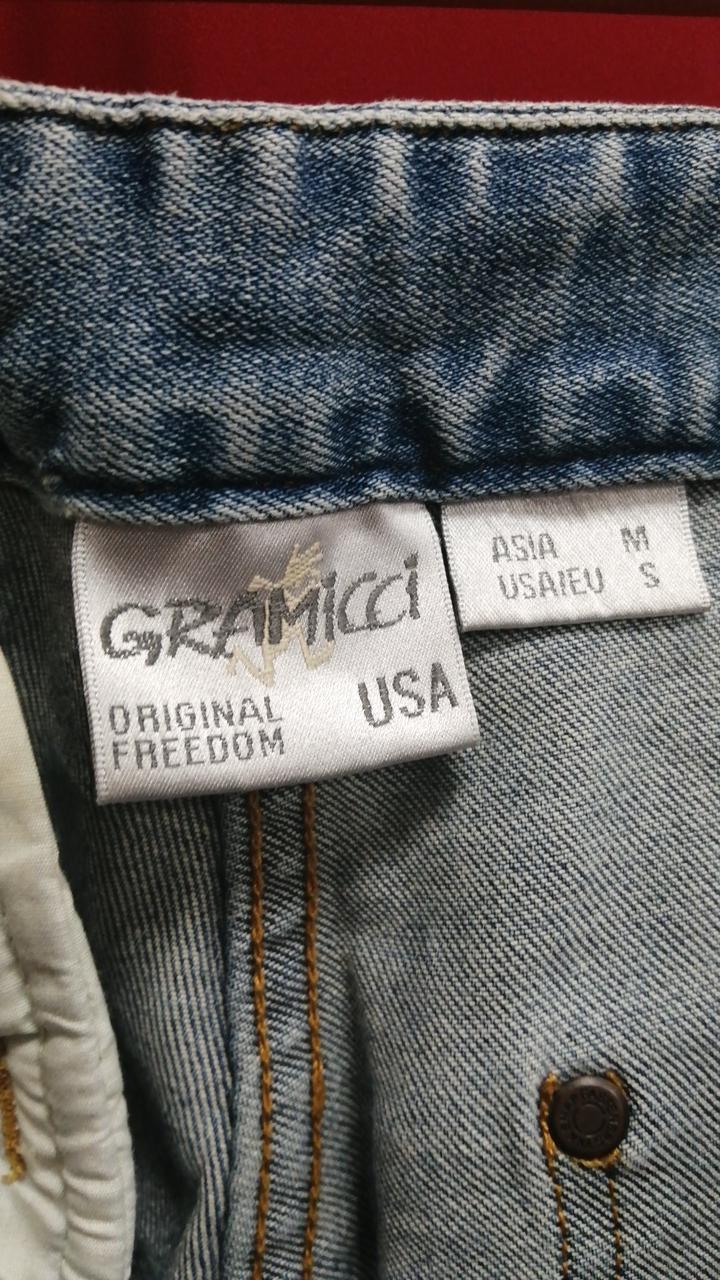 GRAMiCCi
ORIGINAL
FREEDOM
USA
ASIA M
USA/EU S